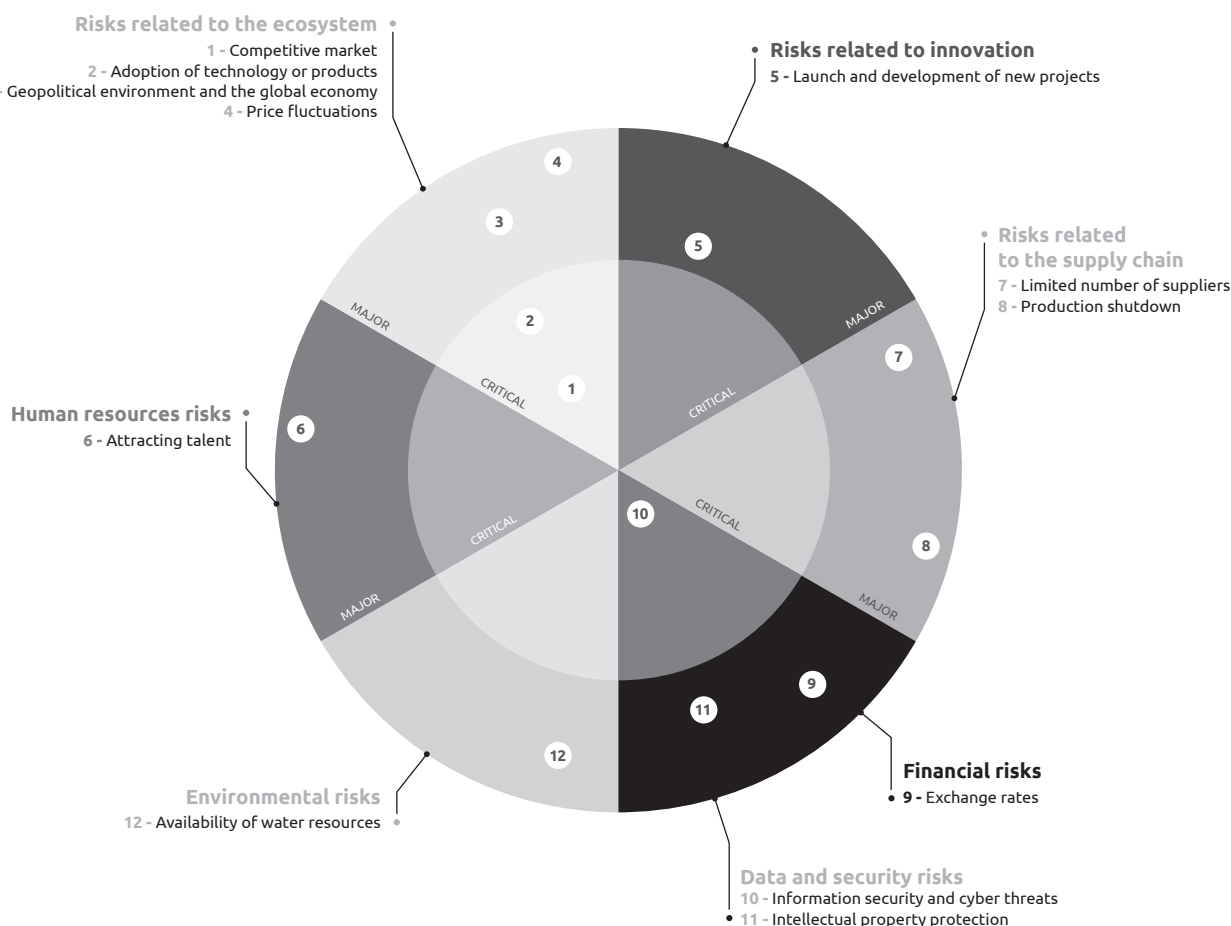 Risks related to the ecosystem
1 - Competitive market
2 - Adoption of technology or products
- Geopolitical environment and the global economy
4 - Price fluctuations
Risks related to innovation
5 - Launch and development of new projects
Risks related
to the supply chain
7 - Limited number of suppliers
8 - Production shutdown
Human resources risks
6 - Attracting talent
4
3
5
2
1
7
6
10
8
9
11
12
MAJOR
CRITICAL
MAJOR
CRITICAL
CRITICAL
MAJOR
CRITICAL
MAJOR
Financial risks
9 - Exchange rates
Environmental risks
12 - Availability of water resources
Data and security risks
10 - Information security and cyber threats
11 - Intellectual property protection